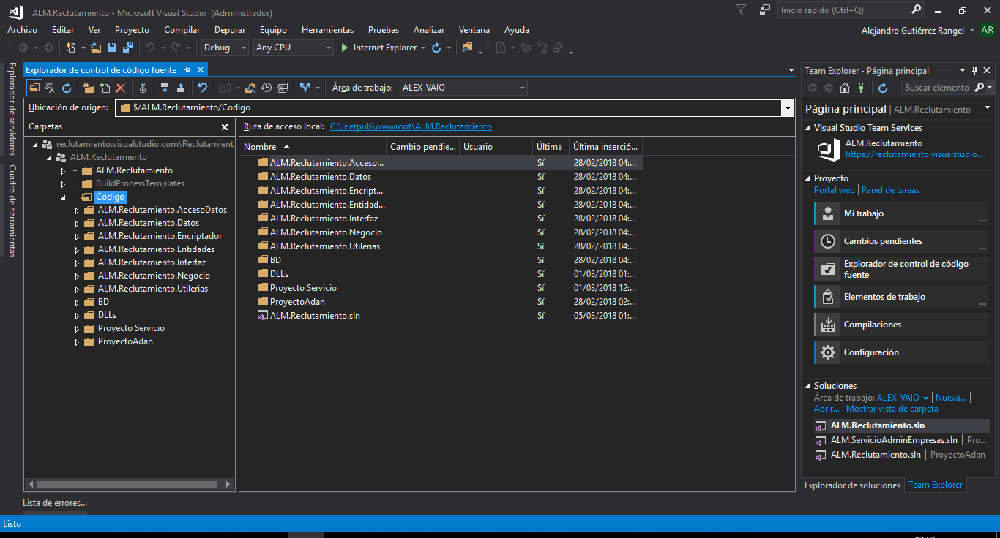 ALM.Reclutamiento - Microsoft Visual Studio (Administrador)
Inicio rápido (Ctrl+Q)
Archivo Editar Ver Proyecto Compilar Depurar Equipo Herramientas Pruebas Analizar Ventana Ayuda
Alejandro Gutiérrez Rangel AR
Debug Any CPU Internet Explorer
Explorador de servidores
Cuadro de herramientas
Explorador de control de código fuente
Área de trabajo: ALEX-VAIO
Ubicación de origen: $/ALM.Reclutamiento/Codigo
Carpetas
reclutamiento.visualstudio.com\Reclutament
ALM.Reclutamiento
+ ALM.Reclutamiento
BuildProcessTemplates
Codigo
ALM.Reclutamiento.AccesoDatos
ALM.Reclutamiento.Datos
ALM.Reclutamiento.Encriptador
ALM.Reclutamiento.Entidades
ALM.Reclutamiento.Interfaz
ALM.Reclutamiento.Negocio
ALM.Reclutamiento.Utilerias
BD
DLLs
Proyecto Servicio
ProyectoAdan
Ruta de acceso local: C:\inetpub\wwwroot\ALM.Reclutamiento
Nombre Cambio pendie... Usuario Última Última inserció...
ALM.Reclutamiento.Acceso... Sí 28/02/2018 04:...
ALM.Reclutamiento.Datos Sí 28/02/2018 04:...
ALM.Reclutamiento.Encript... Sí 28/02/2018 04:...
ALM.Reclutamiento.Entidad... Sí 28/02/2018 04:...
ALM.Reclutamiento.Interfaz Sí 28/02/2018 04:...
ALM.Reclutamiento.Negocio Sí 28/02/2018 04:...
ALM.Reclutamiento.Utilerias Sí 28/02/2018 04:...
BD Sí 28/02/2018 04:...
DLLs Sí 01/03/2018 01:...
Proyecto Servicio Sí 01/03/2018 12:...
ProyectoAdan Sí 28/02/2018 02:...
ALM.Reclutamiento.sln Sí 05/03/2018 01:...
Team Explorer - Página principal
Buscar elemento
Página principal | ALM.Reclutamiento
Visual Studio Team Services
ALM.Reclutamiento
https://reclutamiento.visualstudio....
Proyecto
Portal web | Panel de tareas
Mi trabajo
...
Cambios pendientes
...
Explorador de control de código
fuente
Elementos de trabajo
...
Compilaciones
Configuración
Soluciones
Área de trabajo: ALEX-VAIO | Nueva... |
Abrir... | Mostrar vista de carpeta
ALM.Reclutamiento.sln
ALM.ServicioAdminEmpresas.sln | Pro...
ALM.Reclutamiento.sln | ProyectoAdan
Explorador de soluciones Team Explorer
Lista de errores...
Listo